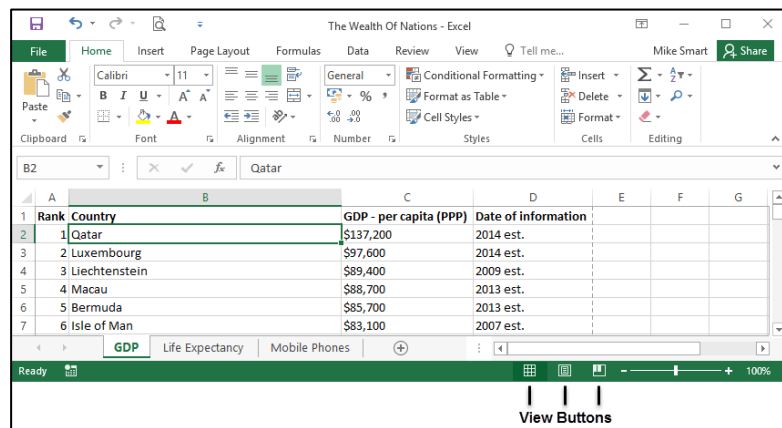 The Wealth Of Nations - Excel
File Home Insert Page Layout Formulas Data Review View Tell me... Mike Smart Share
Paste
Calibri 11
B I U A A
A
General
% ,
.00 .00
Conditional Formatting
Format as Table
Cell Styles
Insert
Delete
Format
Clipboard Font Alignment Number Styles Cells Editing
B2 fx Qatar
A B C D E F G
1 Rank Country GDP - per capita (PPP) Date of information
2 1 Qatar $137,200 2014 est.
3 2 Luxembourg $97,600 2014 est.
4 3 Liechtenstein $89,400 2009 est.
5 4 Macau $88,700 2013 est.
6 5 Bermuda $85,700 2013 est.
7 6 Isle of Man $83,100 2007 est.
GDP Life Expectancy Mobile Phones
Ready 100%
View Buttons